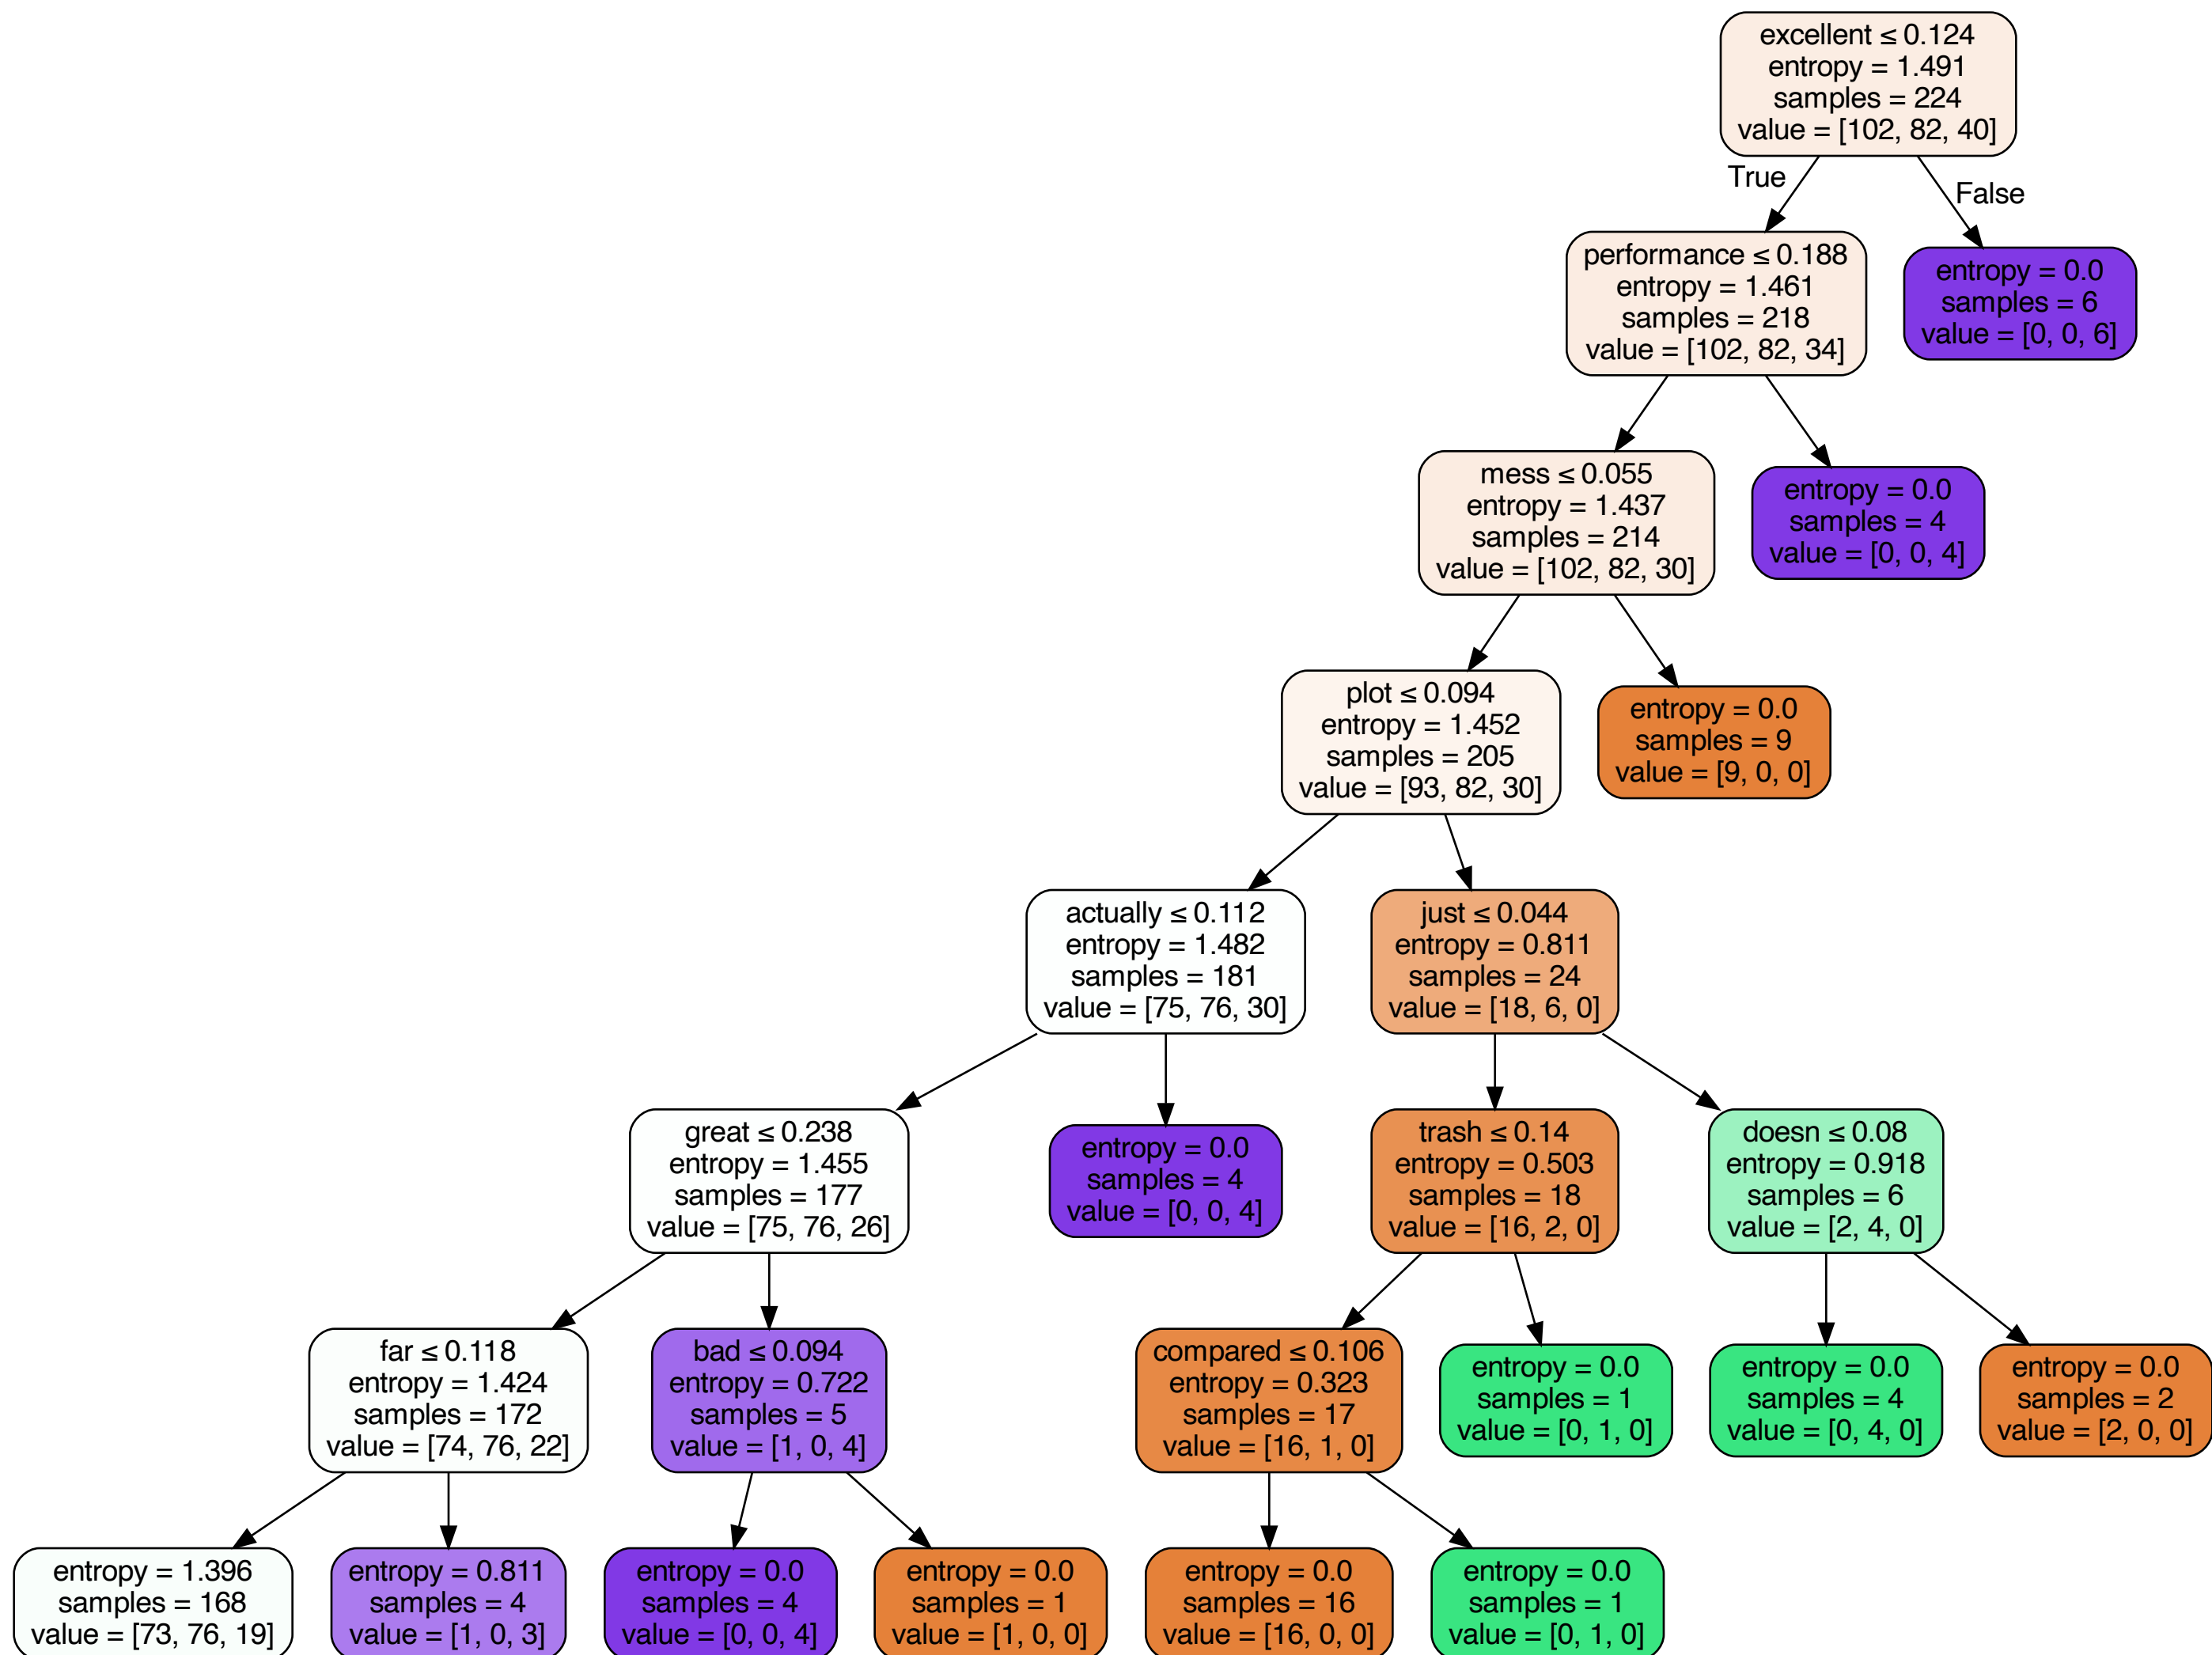 excellent ≤ 0.124
entropy = 1.491
samples = 224
value = [102, 82, 40]
True
False
performance ≤ 0.188
entropy = 1.461
samples = 218
value = [102, 82, 34]
entropy = 0.0
samples = 6
value = [0, 0, 6]
mess ≤ 0.055
entropy = 1.437
samples = 214
value = [102, 82, 30]
entropy = 0.0
samples = 4
value = [0, 0, 4]
plot ≤ 0.094
entropy = 1.452
samples = 205
value = [93, 82, 30]
entropy = 0.0
samples = 9
value = [9, 0, 0]
actually ≤ 0.112
entropy = 1.482
samples = 181
value = [75, 76, 30]
just ≤ 0.044
entropy = 0.811
samples = 24
value = [18, 6, 0]
great ≤ 0.238
entropy = 1.455
samples = 177
value = [75, 76, 26]
entropy = 0.0
samples = 4
value = [0, 0, 4]
trash ≤ 0.14
entropy = 0.503
samples = 18
value = [16, 2, 0]
doesn ≤ 0.08
entropy = 0.918
samples = 6
value = [2, 4, 0]
far ≤ 0.118
entropy = 1.424
samples = 172
value = [74, 76, 22]
bad ≤ 0.094
entropy = 0.722
samples = 5
value = [1, 0, 4]
compared ≤ 0.106
entropy = 0.323
samples = 17
value = [16, 1, 0]
entropy = 0.0
samples = 1
value = [0, 1, 0]
entropy = 0.0
samples = 4
value = [0, 4, 0]
entropy = 0.0
samples = 2
value = [2, 0, 0]
entropy = 1.396
samples = 168
value = [73, 76, 19]
entropy = 0.811
samples = 4
value = [1, 0, 3]
entropy = 0.0
samples = 4
value = [0, 0, 4]
entropy = 0.0
samples = 1
value = [1, 0, 0]
entropy = 0.0
samples = 16
value = [16, 0, 0]
entropy = 0.0
samples = 1
value = [0, 1, 0]